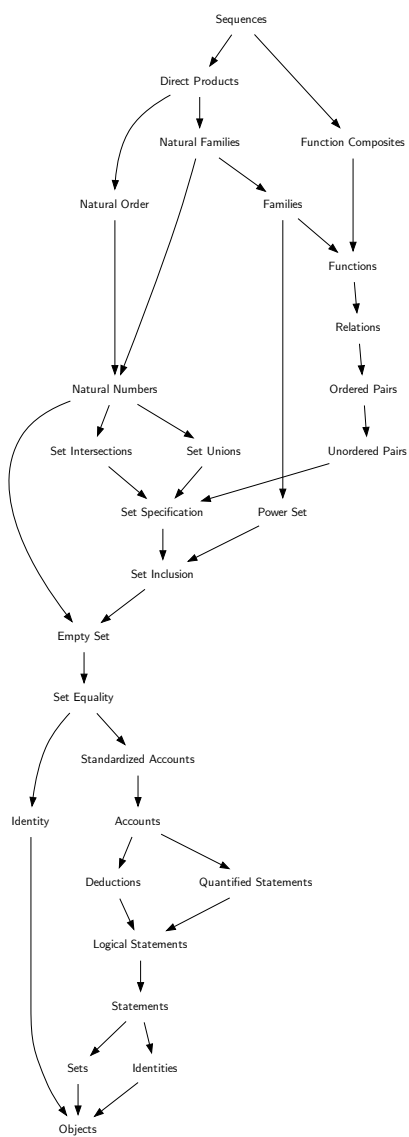 Sequences
Direct Products
Natural Families
Function Composites
Natural Order
Families
Functions
Relations
Natural Numbers
Ordered Pairs
Set Intersections
Set Unions
Unordered Pairs
Set Specification
Power Set
Set Inclusion
Empty Set
Set Equality
Standardized Accounts
Identity
Accounts
Deductions
Quantified Statements
Logical Statements
Statements
Sets
Identities
Objects